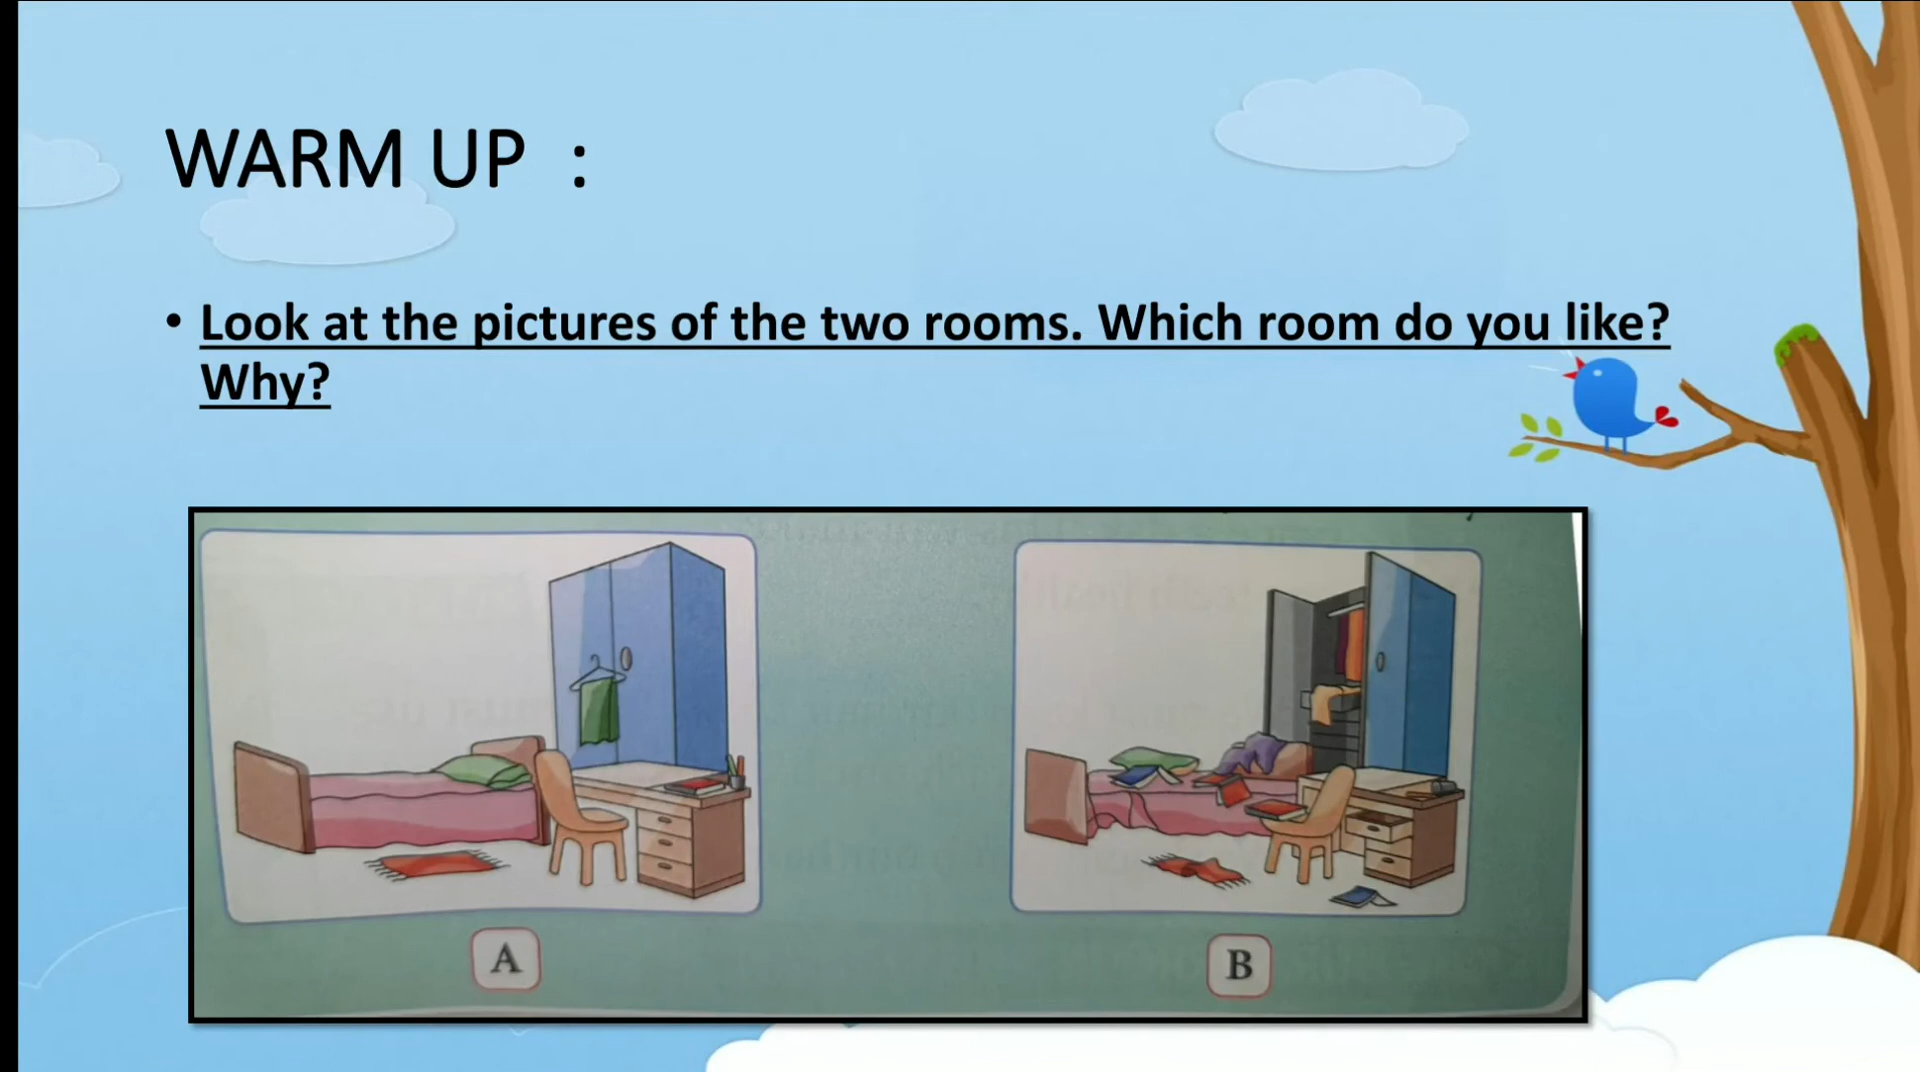 WARM UP :
• Look at the pictures of the two rooms. Which room do you like?
Why?
A
B